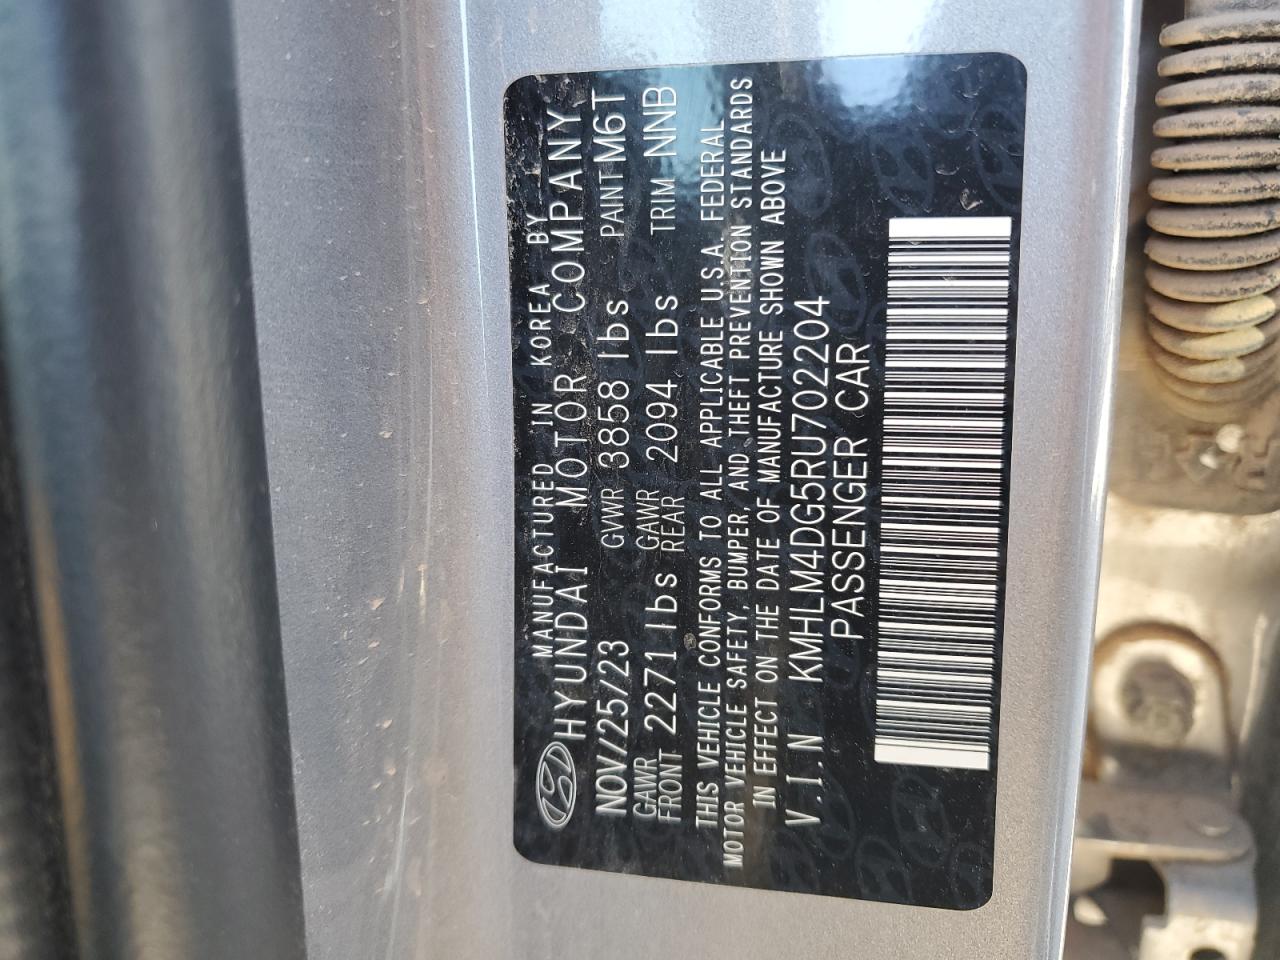 MANUFACTURED IN KOREA BY
HYUNDAI MOTOR COMPANY
NOV/25/23 GVWR 3858 lbs PAINT M6T
GAWR FRONT 2271 lbs GAWR REAR 2094 lbs TRIM NNB
THIS VEHICLE CONFORMS TO ALL APPLICABLE U.S.A. FEDERAL
MOTOR VEHICLE SAFETY, BUMPER, AND THEFT PREVENTION STANDARDS
IN EFFECT ON THE DATE OF MANUFACTURE SHOWN ABOVE
V.I.N KMHLM4DG5RU702204
PASSENGER CAR